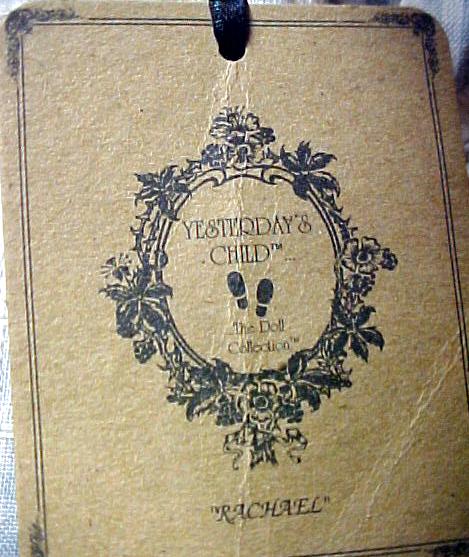 YESTERDAY'S
CHILD™...
The Doll
Collection™
"RACHAEL"